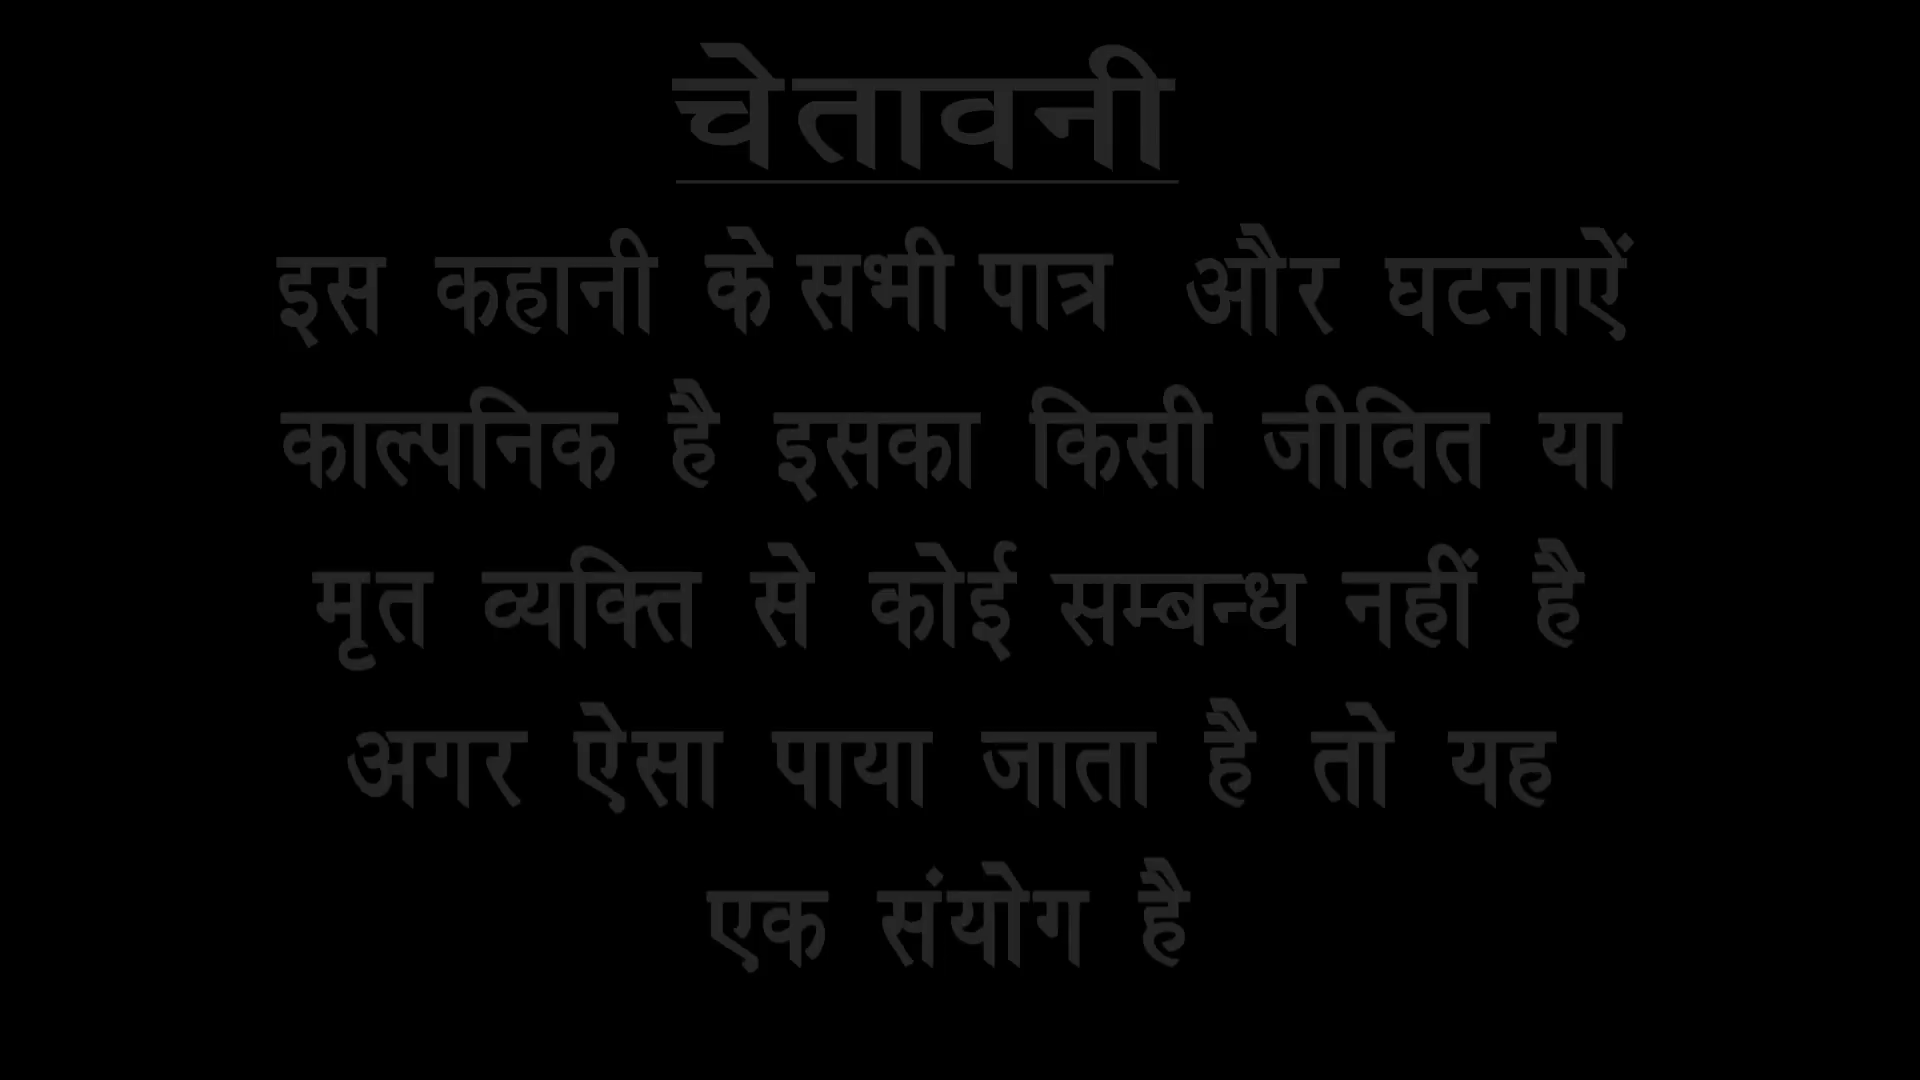 चेतावनी
इस कहानी के सभी पात्र और घटनाऐं
काल्पनिक है इसका किसी जीवित या
मृत व्यक्ति से कोई सम्बन्ध नहीं है
अगर ऐसा पाया जाता है तो यह
एक संयोग है